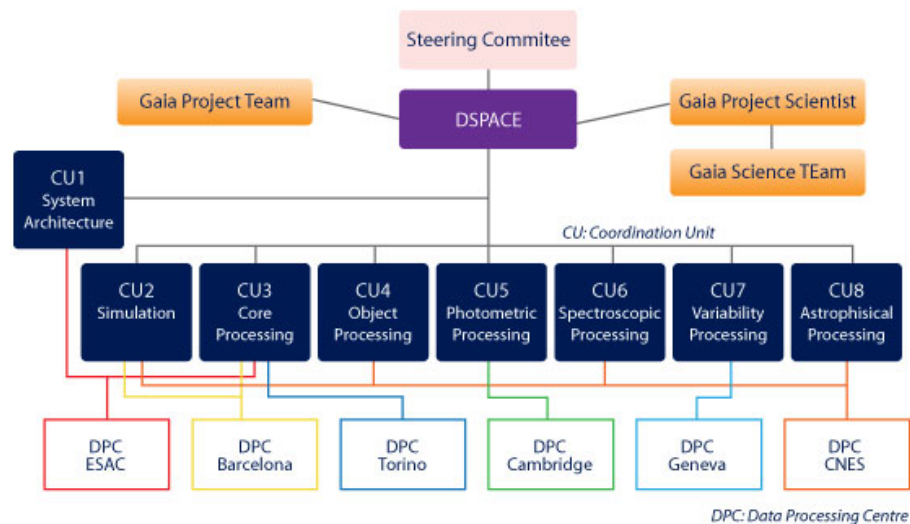 Steering Commitee
Gaia Project Team
DSPACE
Gaia Project Scientist
Gaia Science TEam
CU1
System
Architecture
CU: Coordination Unit
CU2
Simulation
CU3
Core
Processing
CU4
Object
Processing
CU5
Photometric
Processing
CU6
Spectroscopic
Processing
CU7
Variability
Processing
CU8
Astrophisical
Processing
DPC
ESAC
DPC
Barcelona
DPC
Torino
DPC
Cambridge
DPC
Geneva
DPC
CNES
DPC: Data Processing Centre